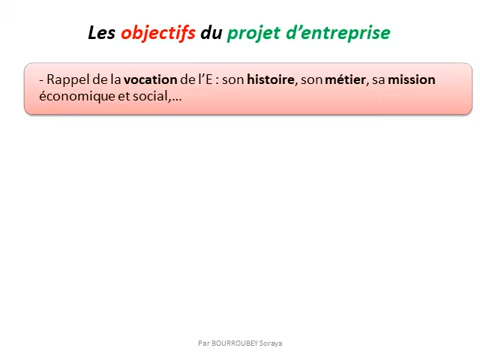 Les objectifs du projet d’entreprise
- Rappel de la vocation de l’E : son histoire, son métier, sa mission
économique et social,...
Par BOURROUBEY Soraya